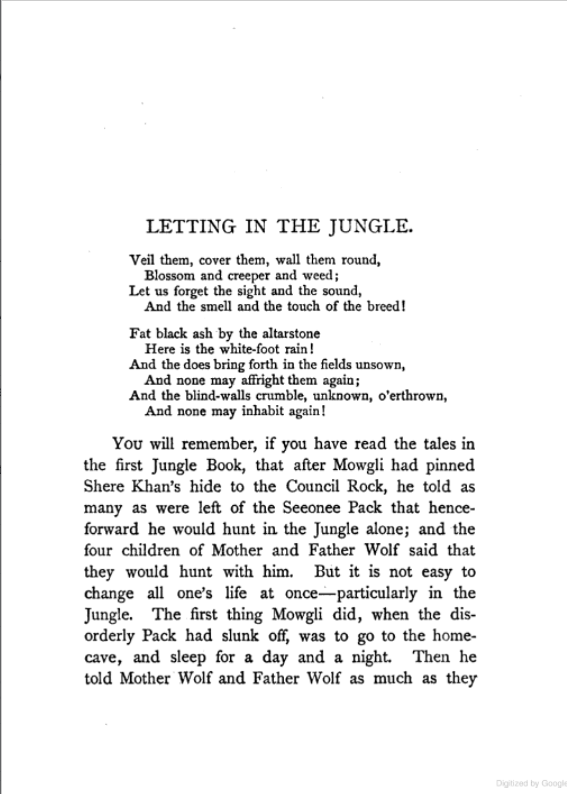 LETTING IN THE JUNGLE.
Veil them, cover them, wall them round,
Blossom and creeper and weed;
Let us forget the sight and the sound,
And the smell and the touch of the breed!
Fat black ash by the altarstone
Here is the white-foot rain!
And the does bring forth in the fields unsown,
And none may affright them again;
And the blind-walls crumble, unknown, o'erthrown,
And none may inhabit again!
You will remember, if you have read the tales in
the first Jungle Book, that after Mowgli had pinned
Shere Khan's hide to the Council Rock, he told as
many as were left of the Seeonee Pack that hence-
forward he would hunt in the Jungle alone; and the
four children of Mother and Father Wolf said that
they would hunt with him. But it is not easy to
change all one's life at once—particularly in the
Jungle. The first thing Mowgli did, when the dis-
orderly Pack had slunk off, was to go to the home-
cave, and sleep for a day and a night. Then he
told Mother Wolf and Father Wolf as much as they
Digitized by Google